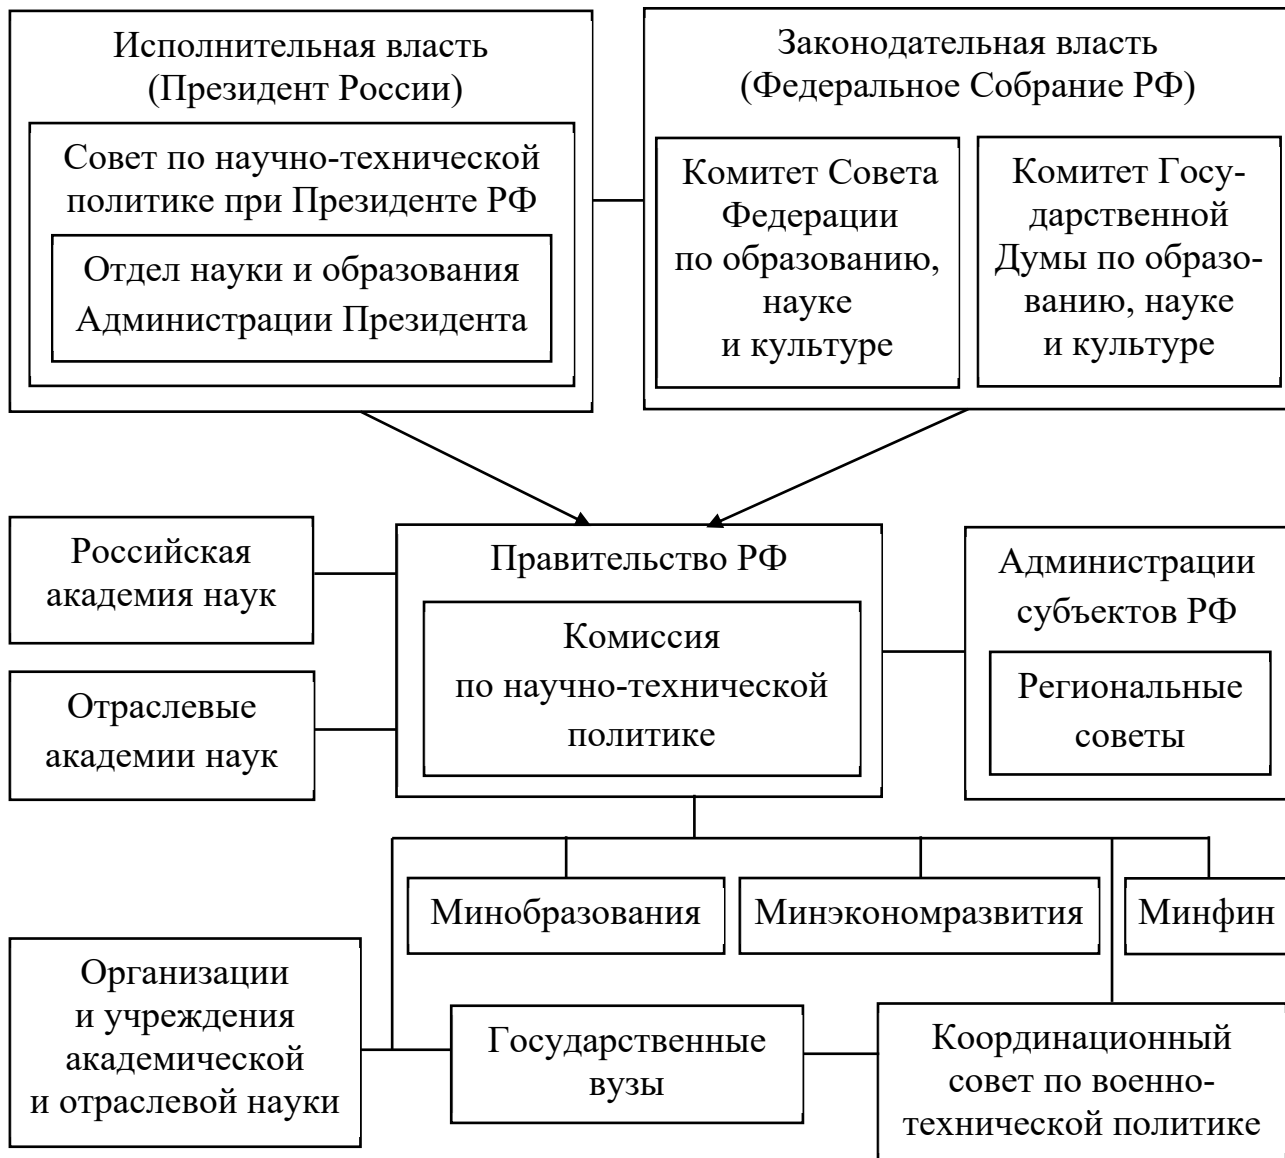 Исполнительная власть
(Президент России)
Совет по научно-технической
политике при Президенте РФ
Отдел науки и образования
Администрации Президента
Законодательная власть
(Федеральное Собрание РФ)
Комитет Совета
Федерации
по образованию,
науке
и культуре
Комитет Госу-
дарственной
Думы по образо-
ванию, науке
и культуре
Российская
академия наук
Отраслевые
академии наук
Правительство РФ
Комиссия
по научно-технической
политике
Администрации
субъектов РФ
Региональные
советы
Минобразования
Минэкономразвития
Минфин
Организации
и учреждения
академической
и отраслевой науки
Государственные
вузы
Координационный
совет по военно-
технической политике